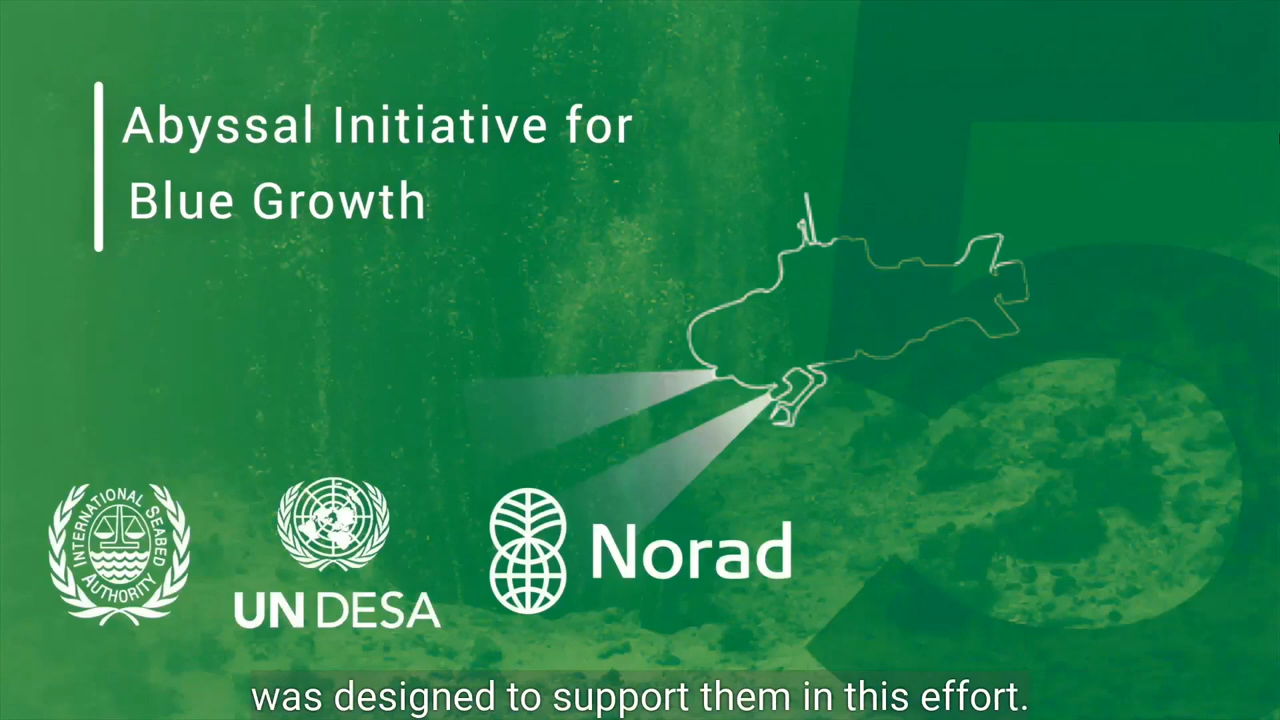 Abyssal Initiative for
Blue Growth
INTERNATIONAL SEABED
AUTHORITY
UN DESA
Norad
5
was designed to support them in this effort.